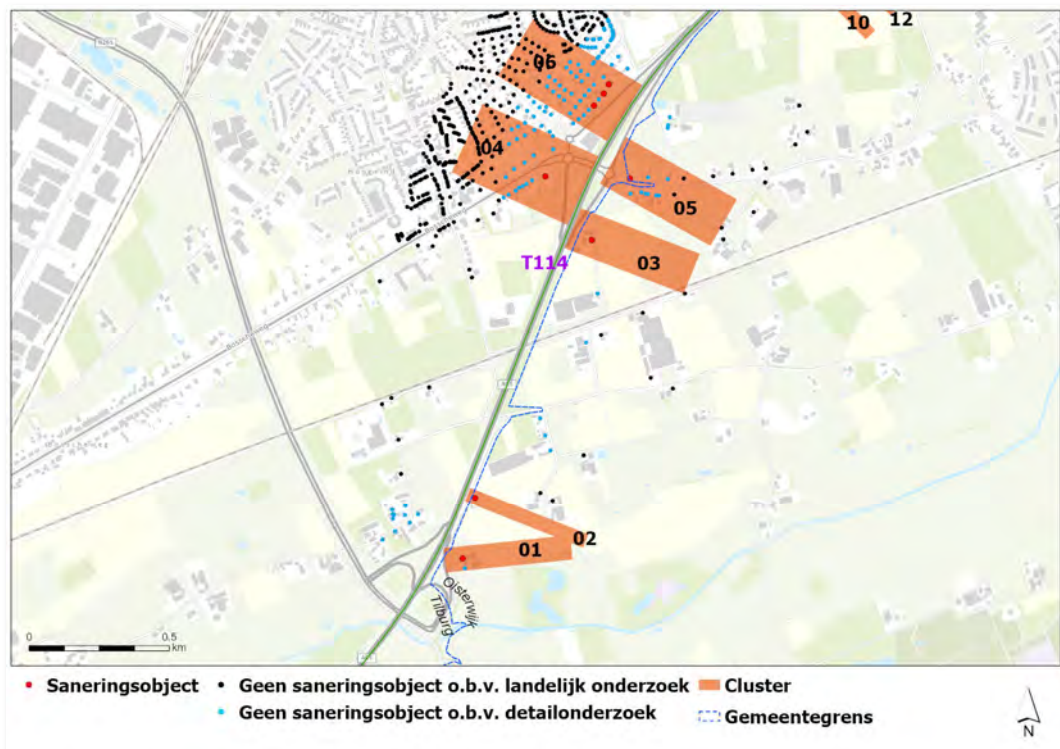 10
12
06
04
05
03
T114
02
01
Oisterwijk
Tilburg
0
0.5
km
Saneringsobject
Geen saneringsobject o.b.v. landelijk onderzoek
Cluster
Geen saneringsobject o.b.v. detailonderzoek
Gemeentegrens
N